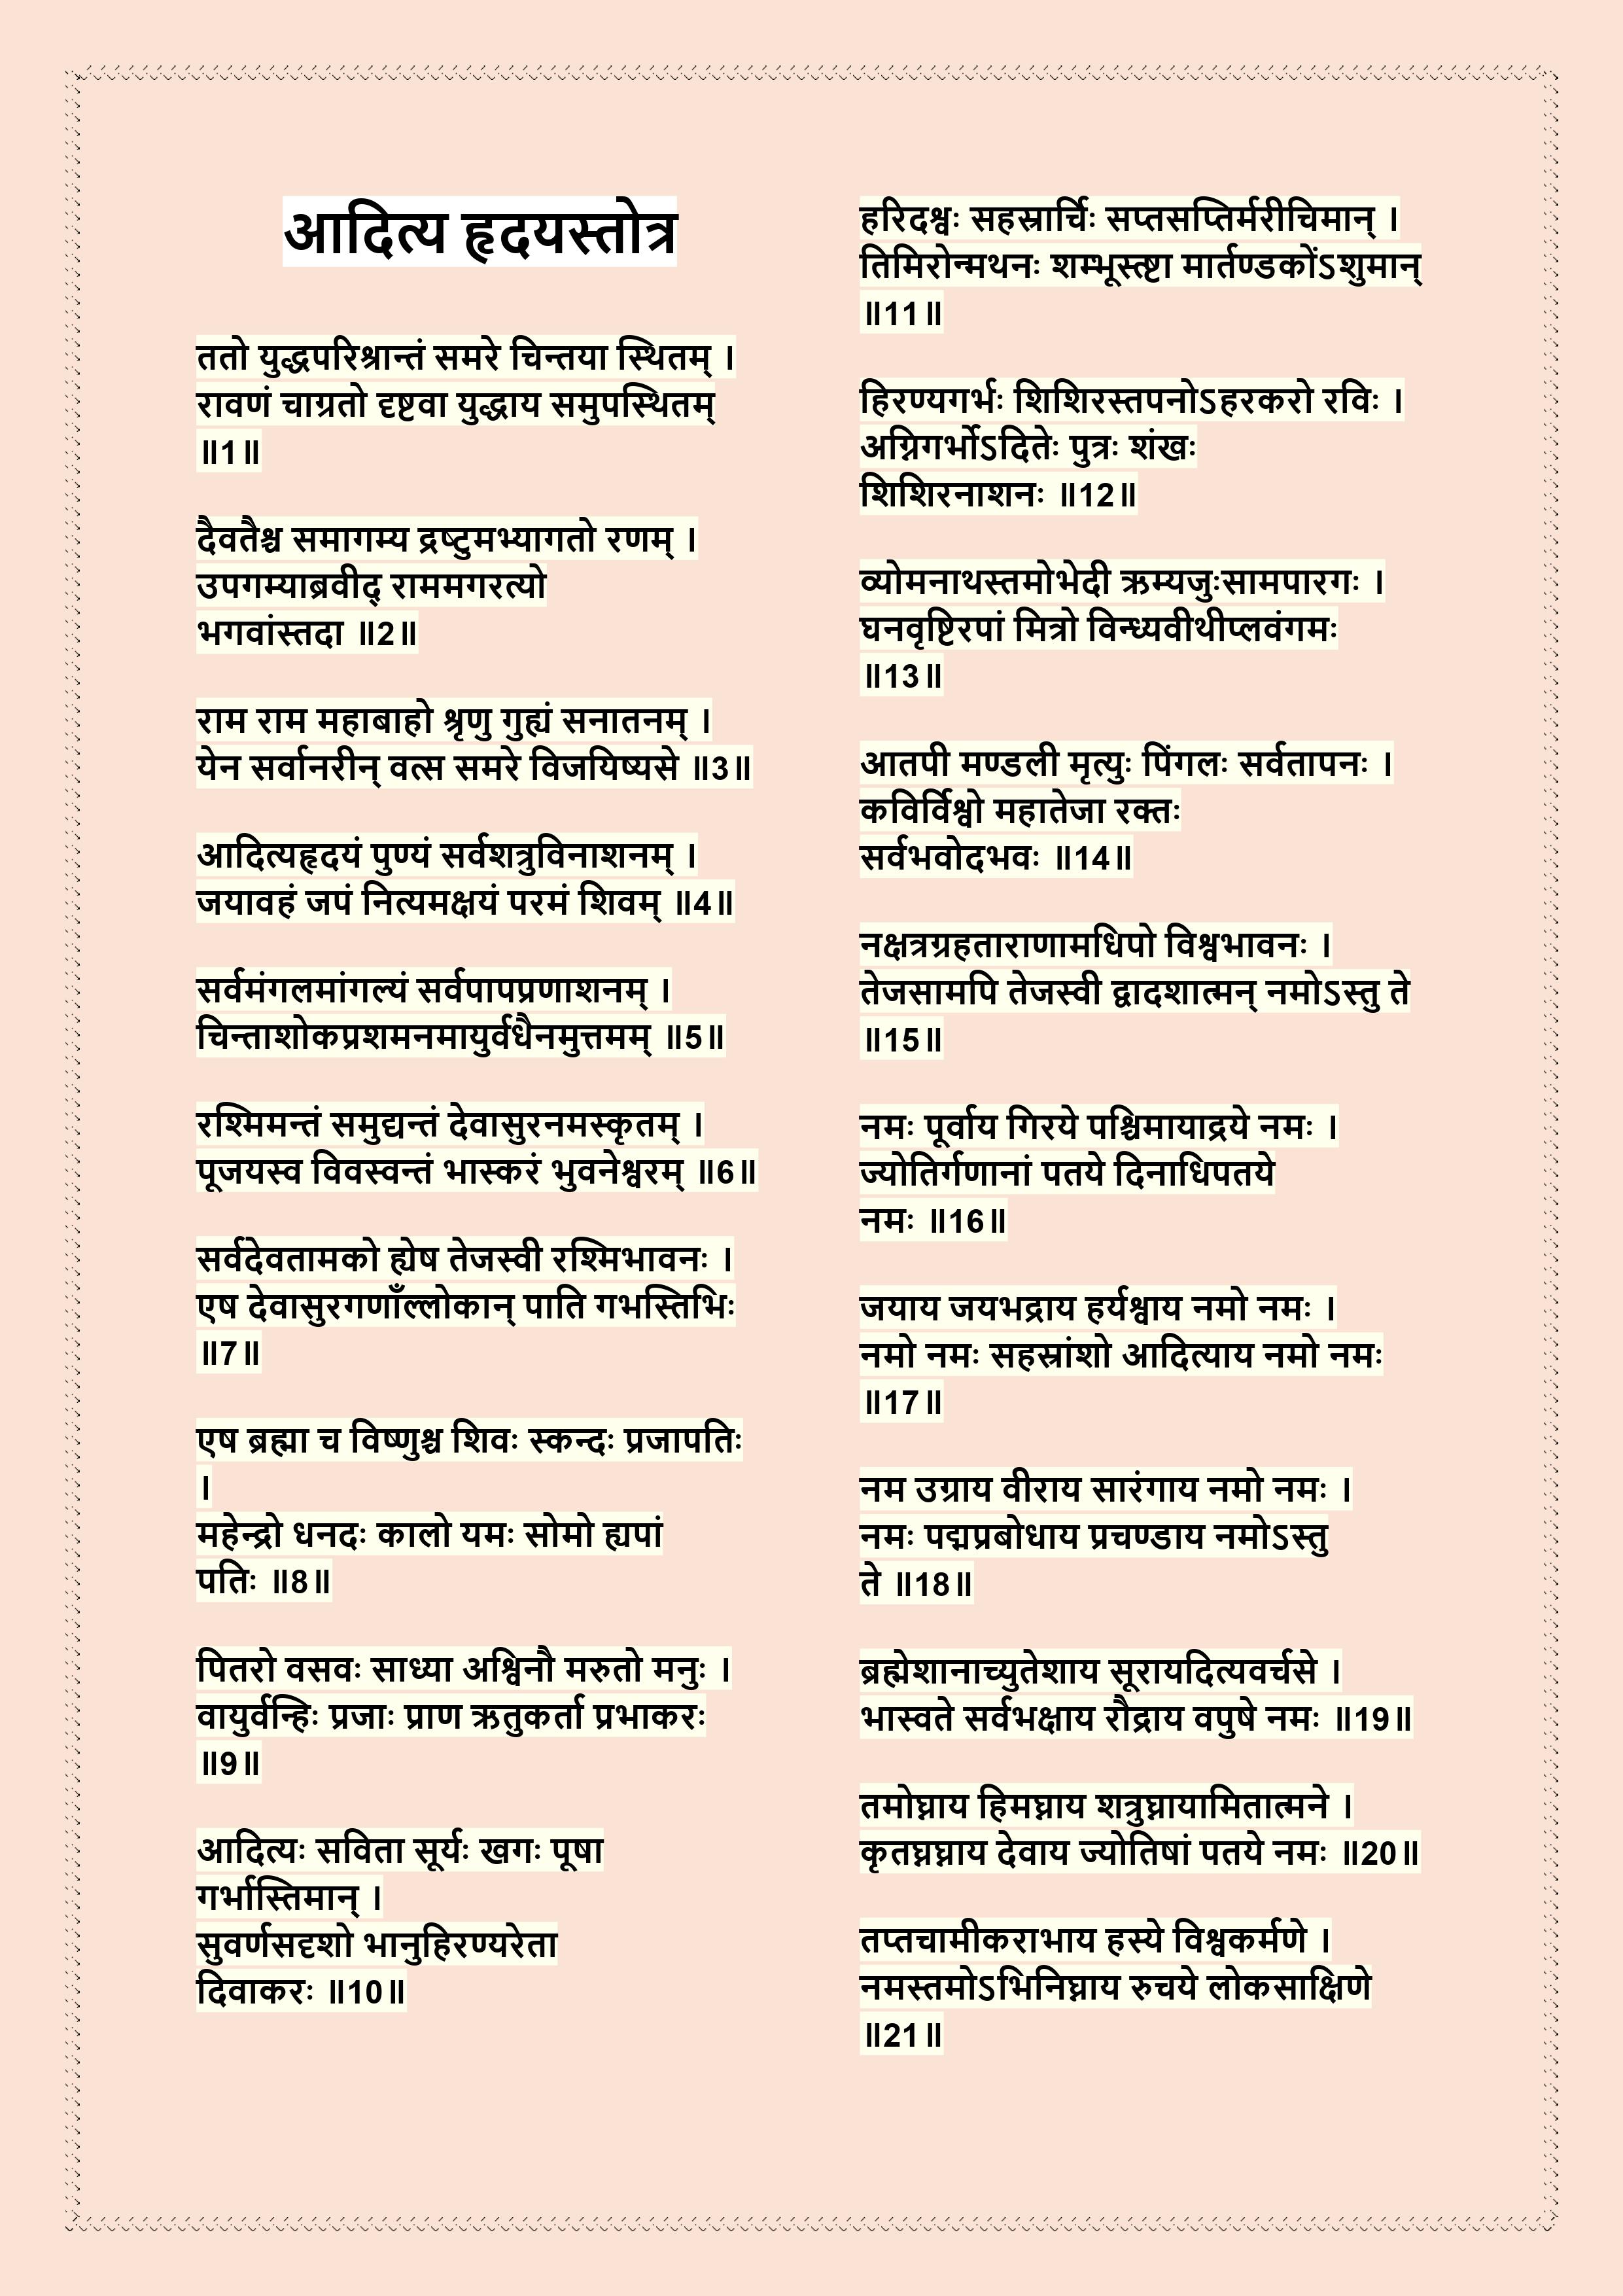 आदित्य हृदयस्तोत्र
ततो युद्धपरिश्रान्तं समरे चिन्तया स्थितम् ।
रावणं चाग्रतो दृष्टवा युद्धाय समुपस्थितम्
॥1॥
दैवतैश्च समागम्य द्रष्टुमभ्यागतो रणम् ।
उपगम्याब्रवीद् राममगरत्यो
भगवांस्तदा ॥2॥
राम राम महाबाहो श्रृणु गुह्यं सनातनम् ।
येन सर्वानरीन् वत्स समरे विजयिष्यसे ॥3॥
आदित्यहृदयं पुण्यं सर्वशत्रुविनाशनम् ।
जयावहं जपं नित्यमक्षयं परमं शिवम् ॥4॥
सर्वमंगलमांगल्यं सर्वपापप्रणाशनम् ।
चिन्ताशोकप्रशमनमायुर्वधैनमुत्तमम् ॥5॥
रश्मिमन्तं समुद्यन्तं देवासुरनमस्कृतम् ।
पूजयस्व विवस्वन्तं भास्करं भुवनेश्वरम् ॥6॥
सर्वदेवतामको ह्येष तेजस्वी रश्मिभावनः ।
एष देवासुरगणाँल्लोकान् पाति गभस्तिभिः
॥7॥
एष ब्रह्मा च विष्णुश्च शिवः स्कन्दः प्रजापतिः
।
महेन्द्रो धनदः कालो यमः सोमो ह्यपां
पतिः ॥8॥
पितरो वसवः साध्या अश्विनौ मरुतो मनुः ।
वायुर्वन्हिः प्रजाः प्राण ऋतुकर्ता प्रभाकरः
॥9॥
आदित्यः सविता सूर्यः खगः पूषा
गर्भास्तिमान् ।
सुवर्णसदृशो भानुहिरण्यरेता
दिवाकरः ॥10॥
हरिदश्वः सहस्रार्चिः सप्तसप्तिर्मरीचिमान् ।
तिमिरोन्मथनः शम्भूस्त्ष्टा मार्तण्डकोंऽशुमान्
॥11॥
हिरण्यगर्भः शिशिरस्तपनोऽहरकरो रविः ।
अग्निगर्भोऽदितेः पुत्रः शंखः
शिशिरनाशनः ॥12॥
व्योमनाथस्तमोभेदी ऋम्यजुःसामपारगः ।
घनवृष्टिरपां मित्रो विन्ध्यवीथीप्लवंगमः
॥13॥
आतपी मण्डली मृत्युः पिंगलः सर्वतापनः ।
कविर्विश्वो महातेजा रक्तः
सर्वभवोदभवः ॥14॥
नक्षत्रग्रहताराणामधिपो विश्वभावनः ।
तेजसामपि तेजस्वी द्वादशात्मन् नमोऽस्तु ते
॥15॥
नमः पूर्वाय गिरये पश्चिमायाद्रये नमः ।
ज्योतिर्गणानां पतये दिनाधिपतये
नमः ॥16॥
जयाय जयभद्राय हर्यश्वाय नमो नमः ।
नमो नमः सहस्रांशो आदित्याय नमो नमः
॥17॥
नम उग्राय वीराय सारंगाय नमो नमः ।
नमः पद्मप्रबोधाय प्रचण्डाय नमोऽस्तु
ते ॥18॥
ब्रह्मेशानाच्युतेशाय सूरायदित्यवर्चसे ।
भास्वते सर्वभक्षाय रौद्राय वपुषे नमः ॥19॥
तमोघ्नाय हिमघ्नाय शत्रुघ्नायामितात्मने ।
कृतघ्नघ्नाय देवाय ज्योतिषां पतये नमः ॥20॥
तप्तचामीकराभाय हस्ये विश्वकर्मणे ।
नमस्तमोऽभिनिघ्नाय रुचये लोकसाक्षिणे
॥21॥